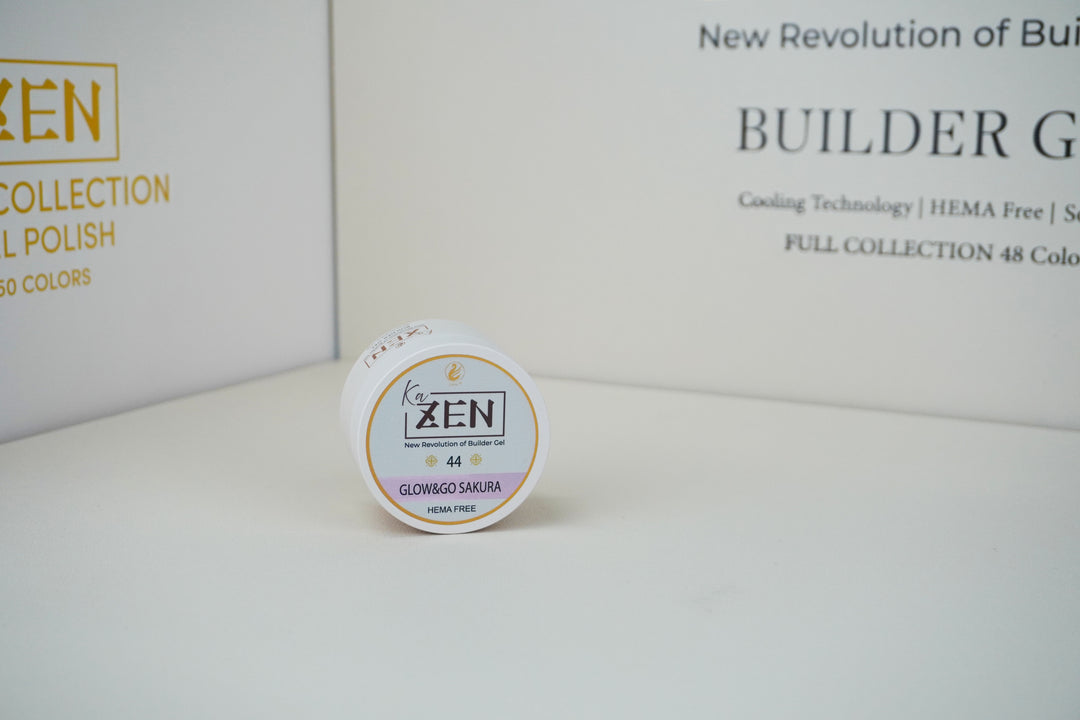 ZEN
COLLECTION
L POLISH
50 COLORS
New Revolution of Bui
BUILDER G
Cooling Technology | HEMA Free | S
FULL COLLECTION 48 Colo
ZEN
Ka
ZEN
New Revolution of Builder Gel
44
GLOW&GO SAKURA
HEMA FREE